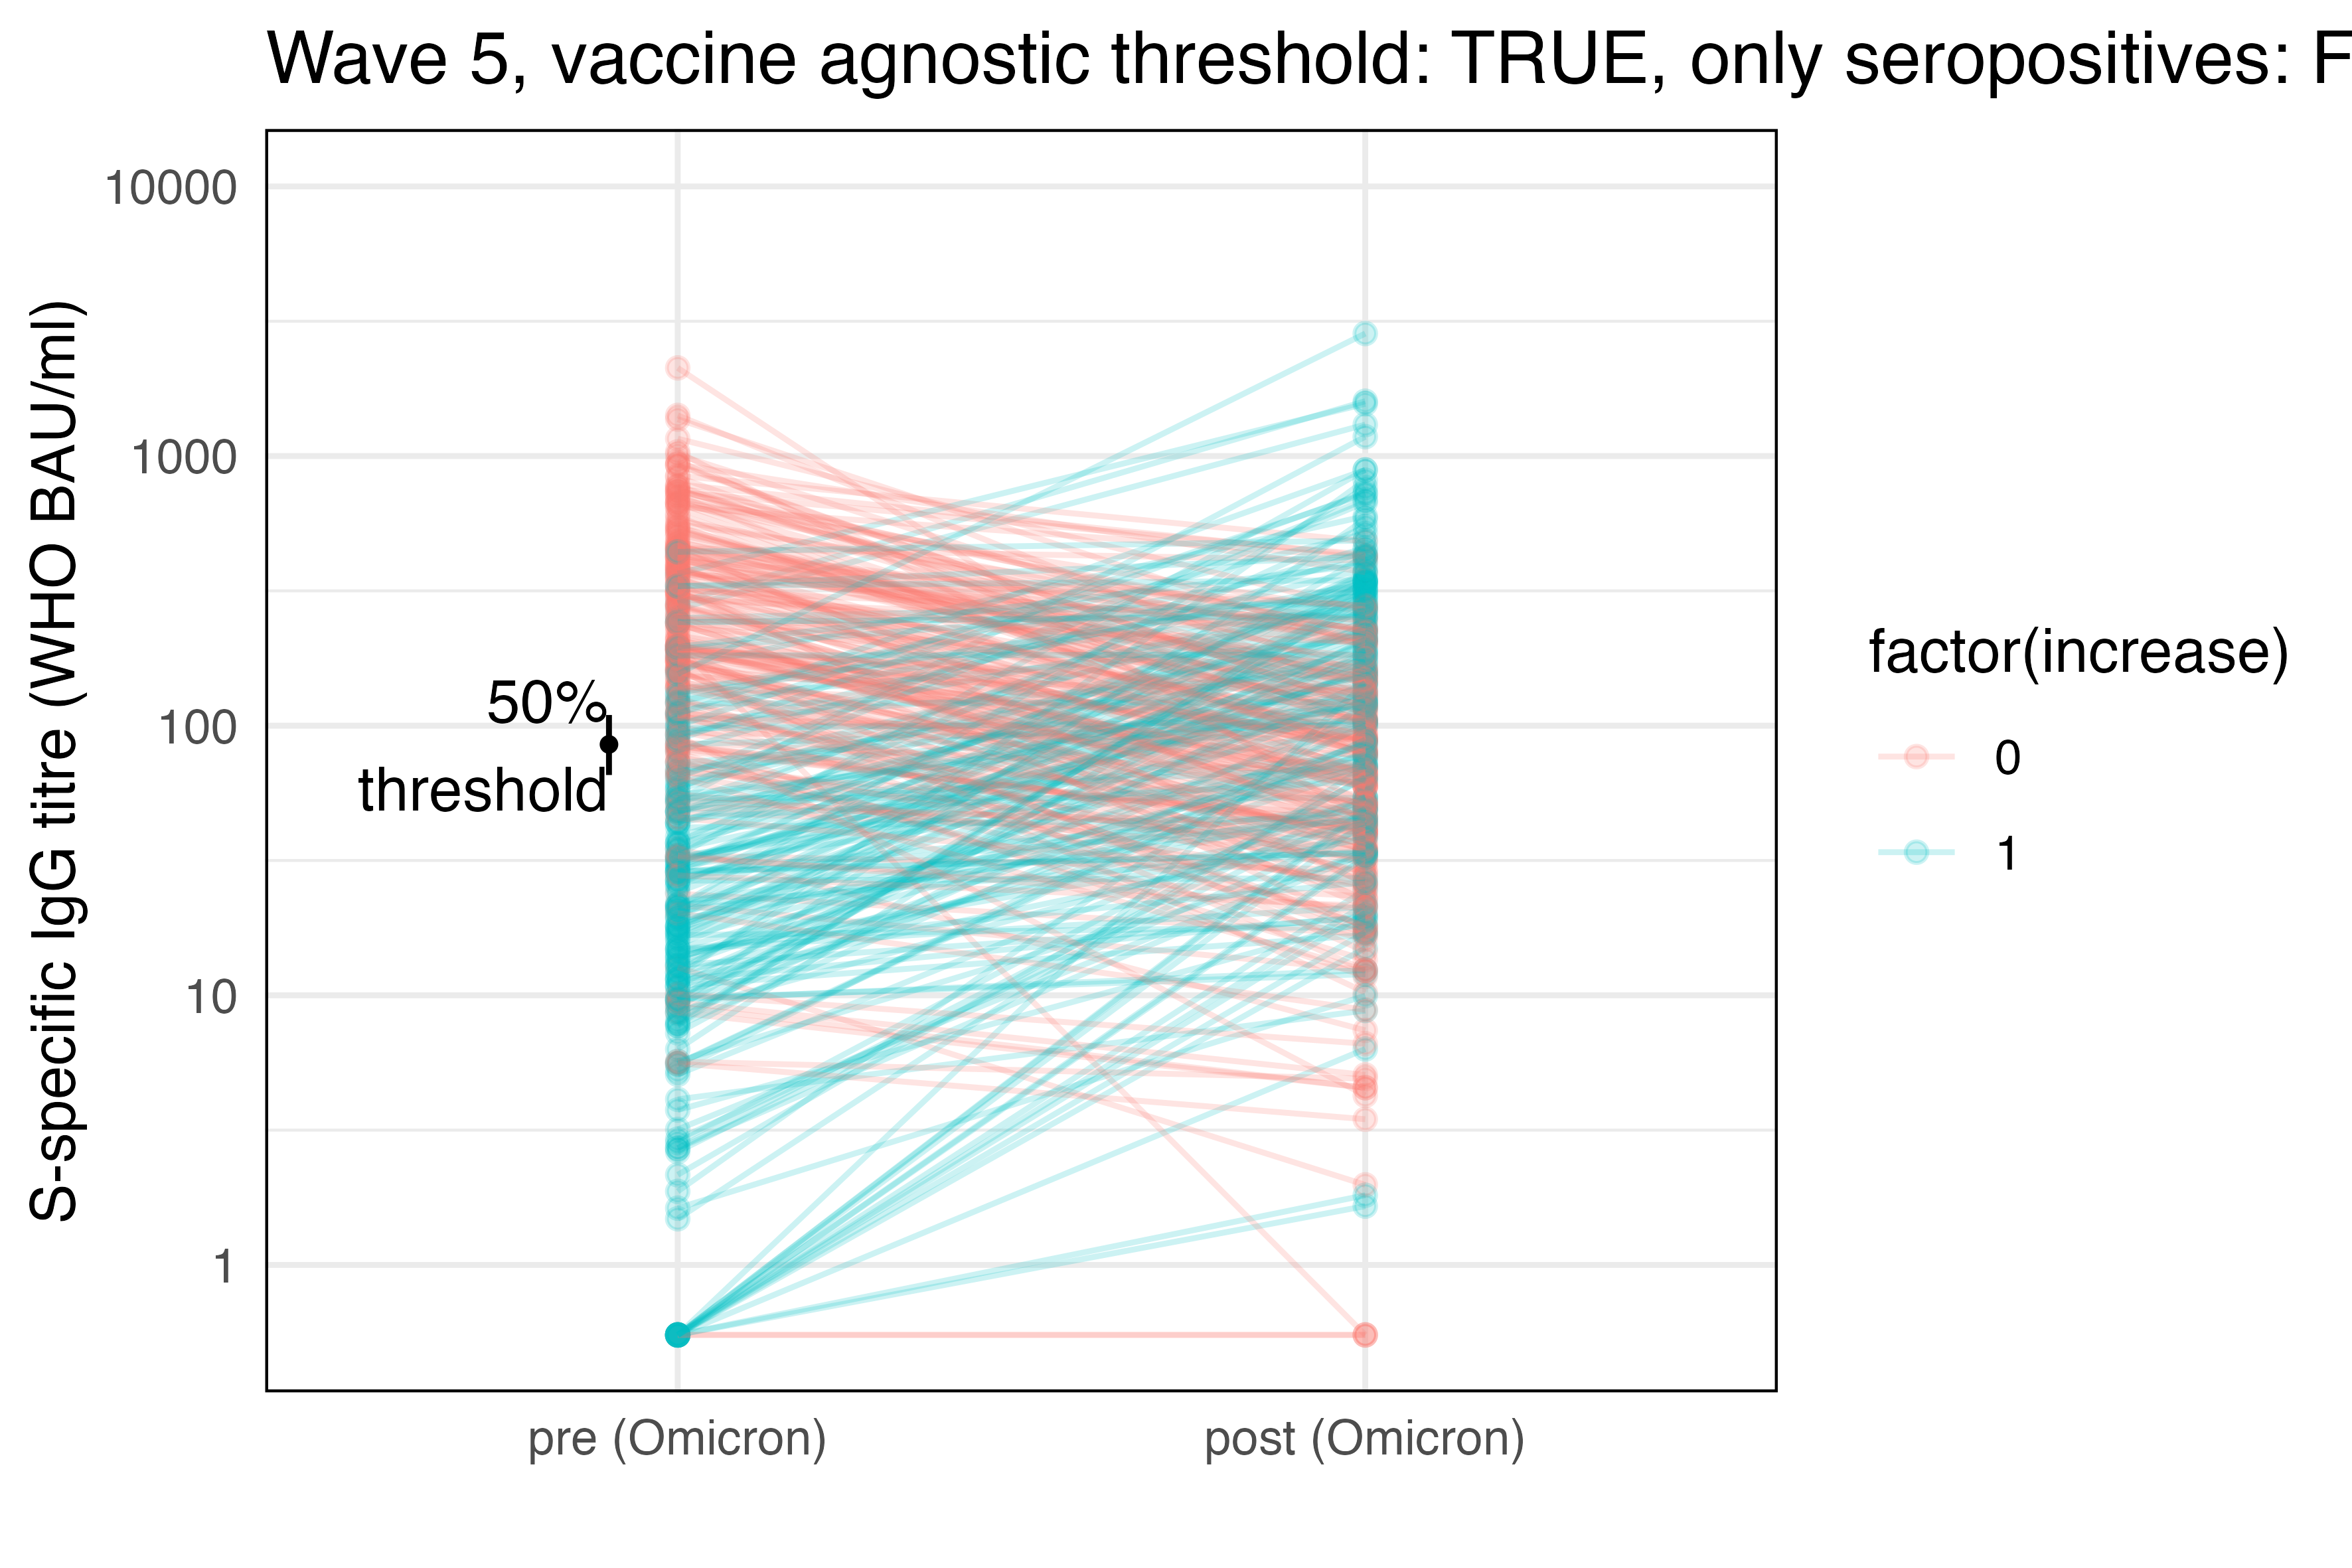 Wave 5, vaccine agnostic threshold: TRUE, only seropositives: F
S-specific IgG titre (WHO BAU/ml)
10000
1000
100
10
1
50%
threshold
pre (Omicron)
post (Omicron)
factor(increase)
0
1